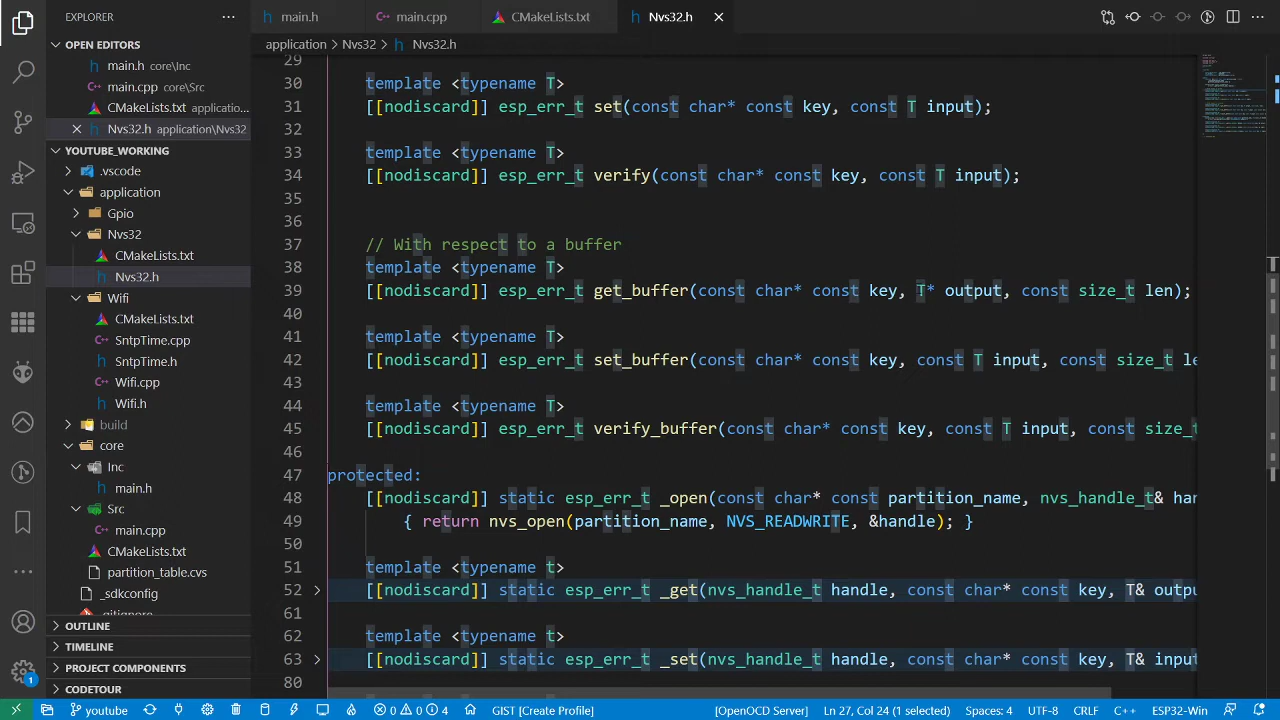 EXPLORER
OPEN EDITORS
main.h core\Inc
main.cpp core\Src
CMakeLists.txt applicatio...
Nvs32.h application\Nvs32
YOUTUBE_WORKING
.vscode
application
Gpio
Nvs32
CMakeLists.txt
Nvs32.h
Wifi
CMakeLists.txt
SntpTime.cpp
SntpTime.h
Wifi.cpp
Wifi.h
build
core
Inc
main.h
Src
main.cpp
CMakeLists.txt
partition_table.cvs
_sdkconfig
.gitignore
OUTLINE
TIMELINE
PROJECT COMPONENTS
CODETOUR
1
main.h main.cpp CMakeLists.txt Nvs32.h
application > Nvs32 > Nvs32.h
29
30 template <typename T>
31 [[nodiscard]] esp_err_t set(const char* const key, const T input);
32
33 template <typename T>
34 [[nodiscard]] esp_err_t verify(const char* const key, const T input);
35
36
37 // With respect to a buffer
38 template <typename T>
39 [[nodiscard]] esp_err_t get_buffer(const char* const key, T* output, const size_t len);
40
41 template <typename T>
42 [[nodiscard]] esp_err_t set_buffer(const char* const key, const T input, const size_t le
43
44 template <typename T>
45 [[nodiscard]] esp_err_t verify_buffer(const char* const key, const T input, const size_t
46
47 protected:
48 [[nodiscard]] static esp_err_t _open(const char* const partition_name, nvs_handle_t& han
49 { return nvs_open(partition_name, NVS_READWRITE, &handle); }
50
51 template <typename t>
52 [[nodiscard]] static esp_err_t _get(nvs_handle_t handle, const char* const key, T& outpu
61
62 template <typename t>
63 [[nodiscard]] static esp_err_t _set(nvs_handle_t handle, const char* const key, T& input
80
youtube 0 0 4 GIST [Create Profile] [OpenOCD Server] Ln 27, Col 24 (1 selected) Spaces: 4 UTF-8 CRLF C++ ESP32-Win